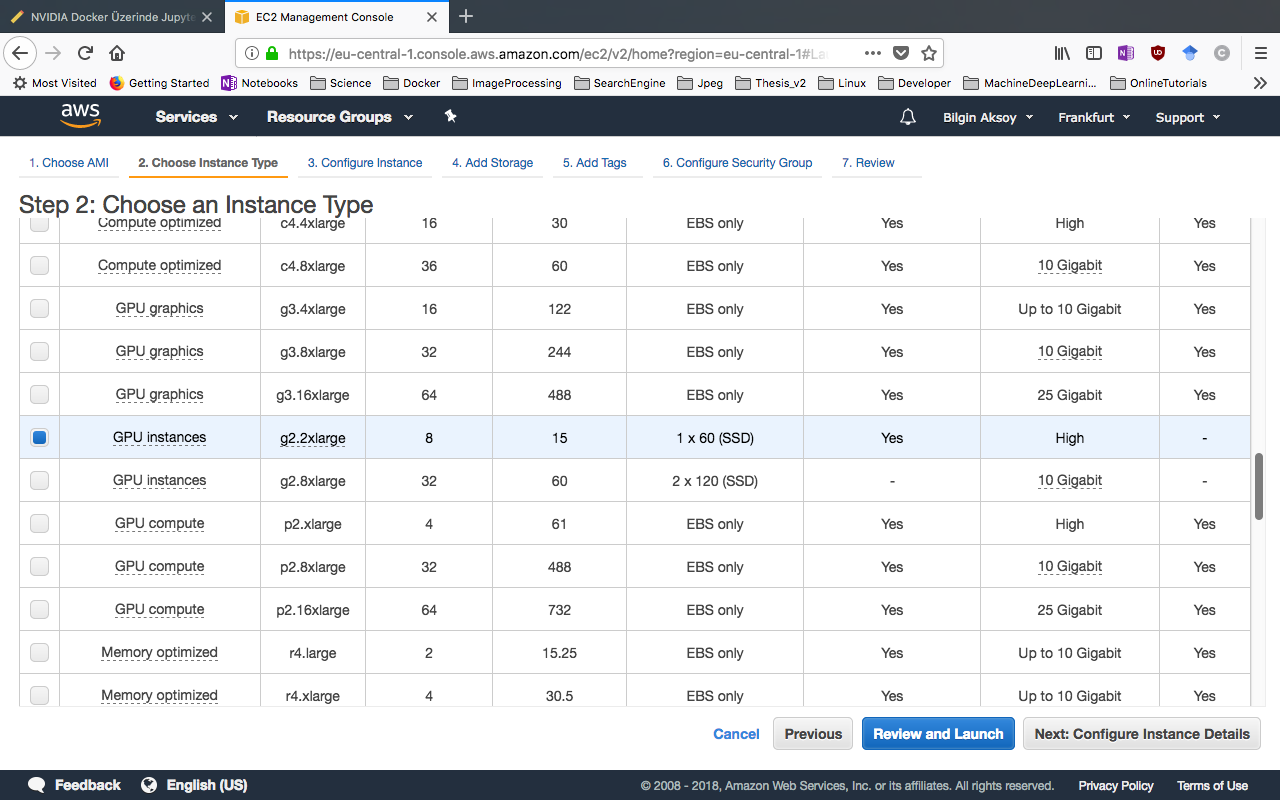 NVIDIA Docker Üzerinde Jupyte
EC2 Management Console
https://eu-central-1.console.aws.amazon.com/ec2/v2/home?region=eu-central-1#La
Most Visited Getting Started Notebooks Science Docker ImageProcessing SearchEngine Jpeg Thesis_v2 Linux Developer MachineDeepLearni... OnlineTutorials
aws Services Resource Groups Bilgin Aksoy Frankfurt Support
1. Choose AMI 2. Choose Instance Type 3. Configure Instance 4. Add Storage 5. Add Tags 6. Configure Security Group 7. Review
Step 2: Choose an Instance Type
Compute optimized c4.4xlarge 16 30 EBS only Yes High Yes
Compute optimized c4.8xlarge 36 60 EBS only Yes 10 Gigabit Yes
GPU graphics g3.4xlarge 16 122 EBS only Yes Up to 10 Gigabit Yes
GPU graphics g3.8xlarge 32 244 EBS only Yes 10 Gigabit Yes
GPU graphics g3.16xlarge 64 488 EBS only Yes 25 Gigabit Yes
GPU instances g2.2xlarge 8 15 1 x 60 (SSD) Yes High -
GPU instances g2.8xlarge 32 60 2 x 120 (SSD) - 10 Gigabit -
GPU compute p2.xlarge 4 61 EBS only Yes High Yes
GPU compute p2.8xlarge 32 488 EBS only Yes 10 Gigabit Yes
GPU compute p2.16xlarge 64 732 EBS only Yes 25 Gigabit Yes
Memory optimized r4.large 2 15.25 EBS only Yes Up to 10 Gigabit Yes
Memory optimized r4.xlarge 4 30.5 EBS only Yes Up to 10 Gigabit Yes
Cancel Previous Review and Launch Next: Configure Instance Details
Feedback English (US) © 2008 - 2018, Amazon Web Services, Inc. or its affiliates. All rights reserved. Privacy Policy Terms of Use